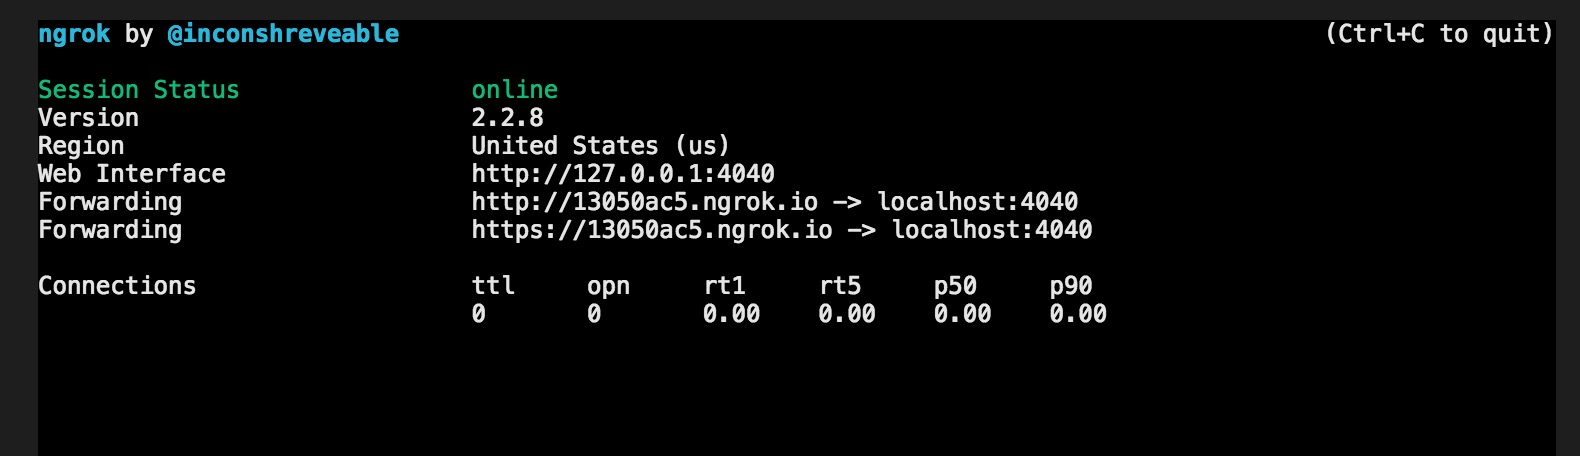 ngrok by @inconshreveable (Ctrl+C to quit)
Session Status online
Version 2.2.8
Region United States (us)
Web Interface http://127.0.0.1:4040
Forwarding http://13050ac5.ngrok.io -> localhost:4040
Forwarding https://13050ac5.ngrok.io -> localhost:4040
Connections ttl opn rt1 rt5 p50 p90
0 0 0.00 0.00 0.00 0.00